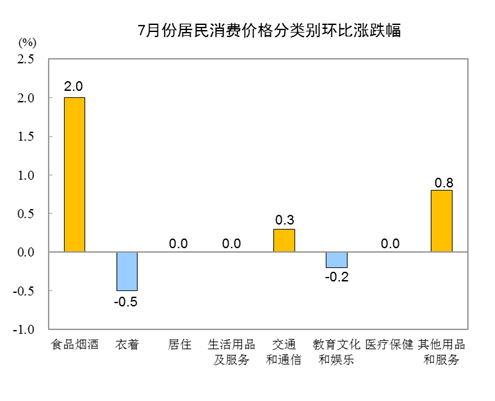 7月份居民消费价格分类别环比涨跌幅
(%)
2.5
2.0
1.5
1.0
0.5
0.0
-0.5
-1.0
2.0
-0.5
0.0
0.0
0.3
-0.2
0.0
0.8
食品烟酒
衣着
居住
生活用品
及服务
交通
和通信
教育文化
和娱乐
医疗保健
其他用品
和服务